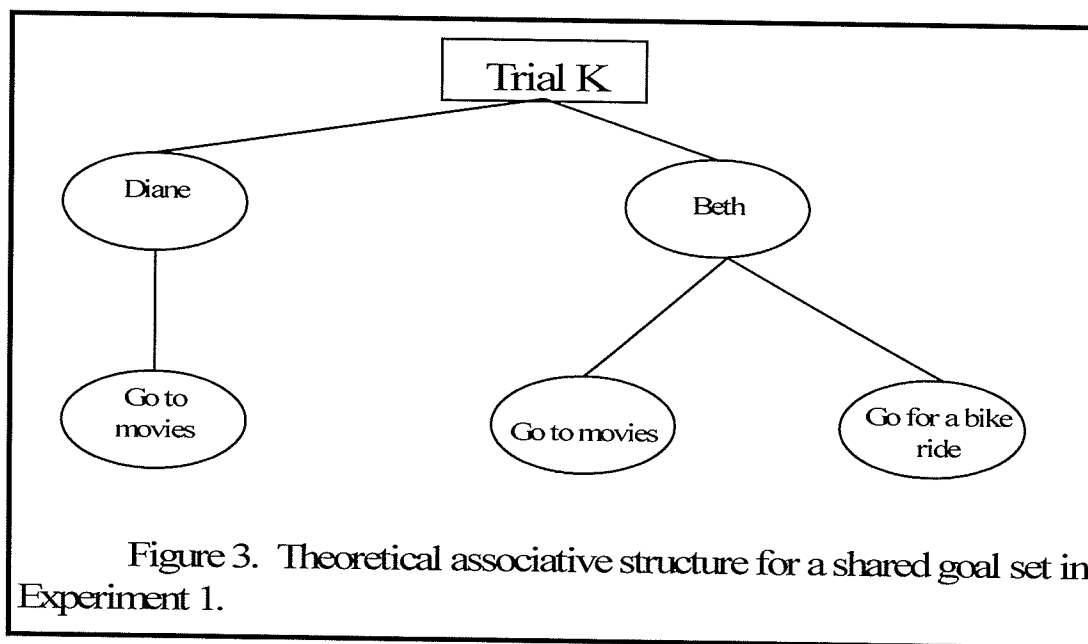 Trial K
Diane
Beth
Go to
movies
Go to movies
Go for a bike
ride
Figure 3. Theoretical associative structure for a shared goal set in
Experiment 1.